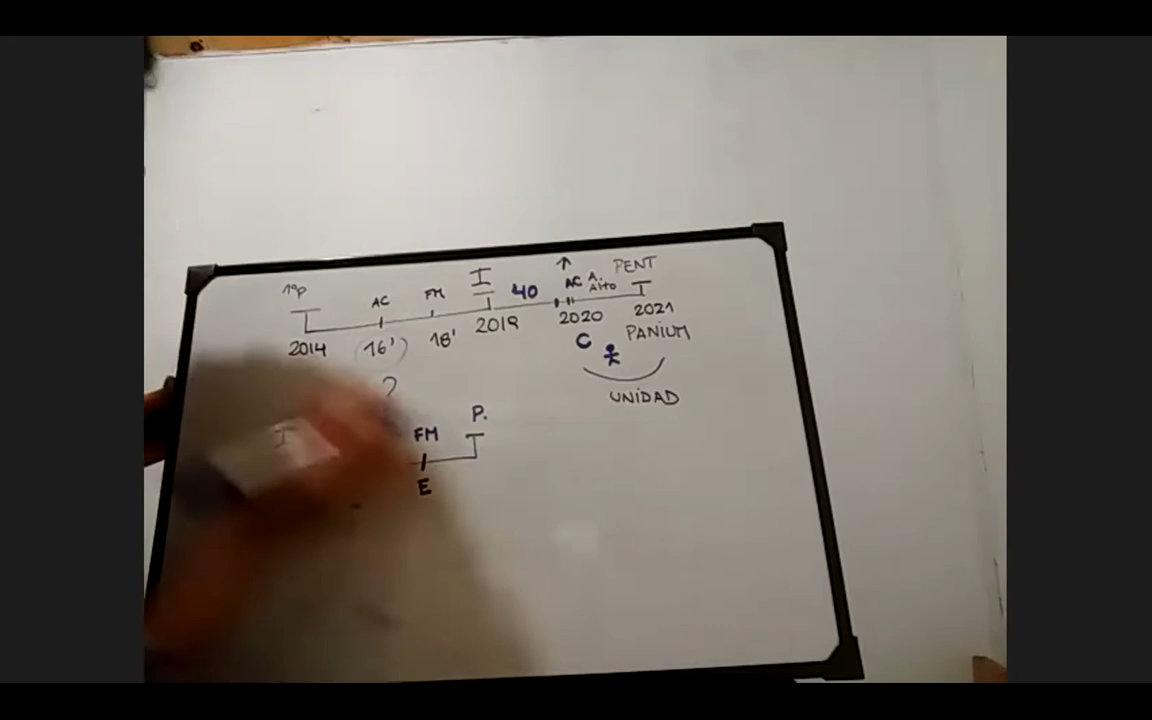 1ºP AC FM I 40 AC A. Alto PENT
2014 (16') 18' 2019 2020 2021
C PANIUM
UNIDAD
?
I FM P.
E